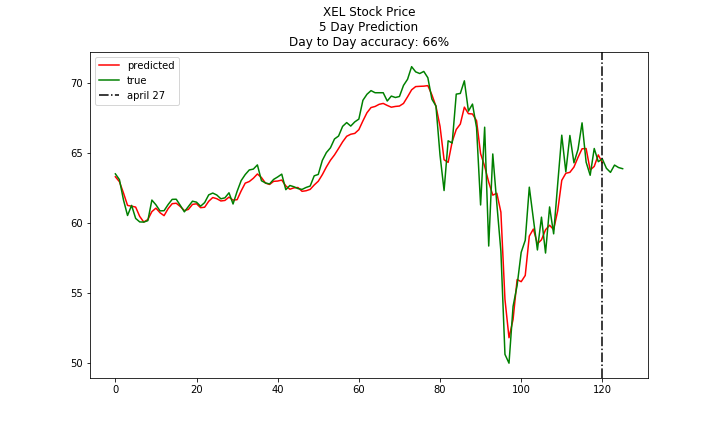 XEL Stock Price
5 Day Prediction
Day to Day accuracy: 66%
predicted
true
april 27
70
65
60
55
50
0 20 40 60 80 100 120